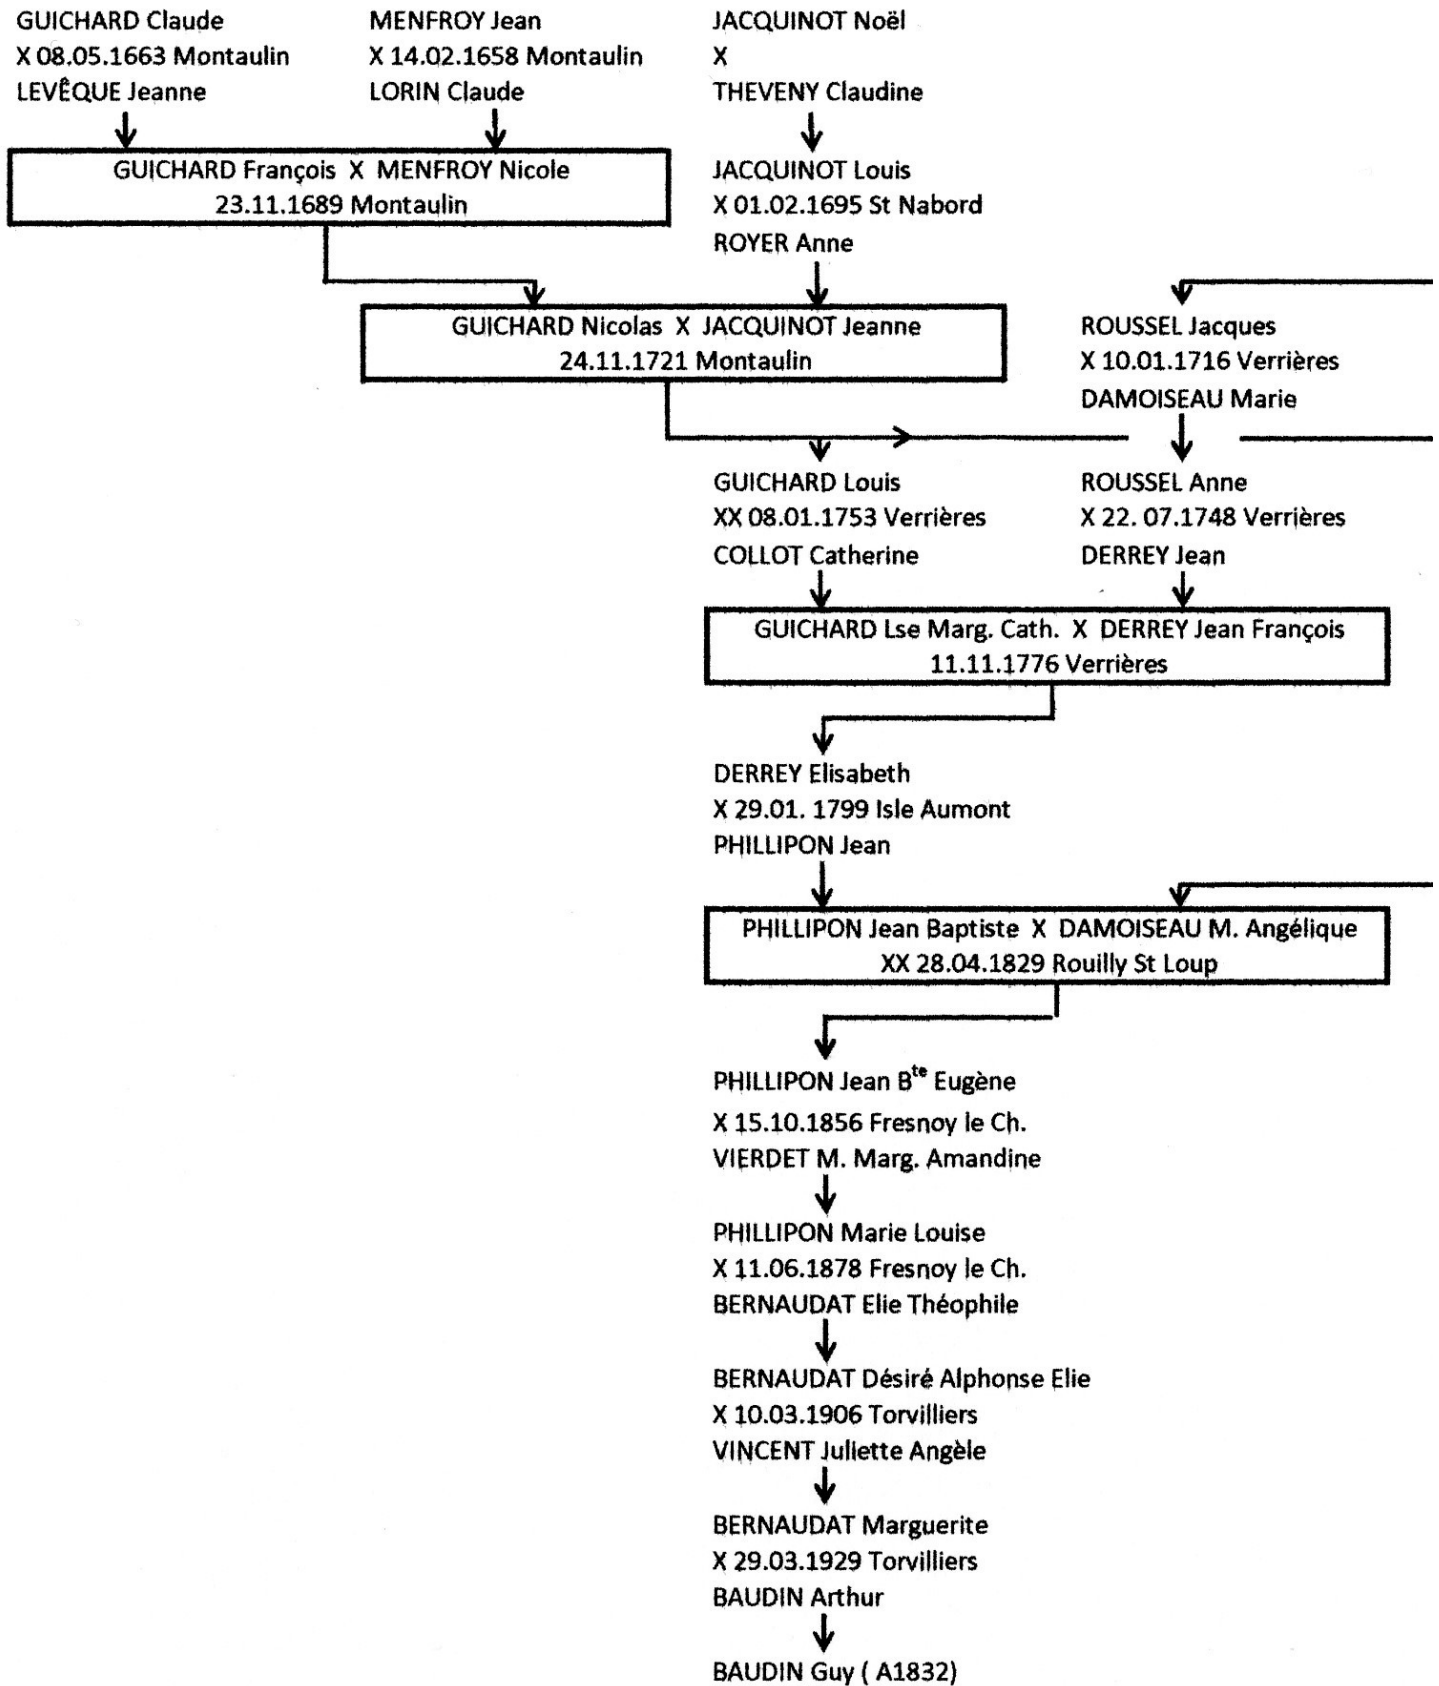 GUICHARD Claude
X 08.05.1663 Montaulin
LEVÊQUE Jeanne
MENFROY Jean
X 14.02.1658 Montaulin
LORIN Claude
JACQUINOT Noël
X
THEVENY Claudine
GUICHARD François X MENFROY Nicole
23.11.1689 Montaulin
JACQUINOT Louis
X 01.02.1695 St Nabord
ROYER Anne
GUICHARD Nicolas X JACQUINOT Jeanne
24.11.1721 Montaulin
ROUSSEL Jacques
X 10.01.1716 Verrières
DAMOISEAU Marie
GUICHARD Louis
XX 08.01.1753 Verrières
COLLOT Catherine
ROUSSEL Anne
X 22. 07.1748 Verrières
DERREY Jean
GUICHARD Lse Marg. Cath. X DERREY Jean François
11.11.1776 Verrières
DERREY Elisabeth
X 29.01. 1799 Isle Aumont
PHILLIPON Jean
PHILLIPON Jean Baptiste X DAMOISEAU M. Angélique
XX 28.04.1829 Rouilly St Loup
PHILLIPON Jean Bte Eugène
X 15.10.1856 Fresnoy le Ch.
VIERDET M. Marg. Amandine
PHILLIPON Marie Louise
X 11.06.1878 Fresnoy le Ch.
BERNAUDAT Elie Théophile
BERNAUDAT Désiré Alphonse Elie
X 10.03.1906 Torvilliers
VINCENT Juliette Angèle
BERNAUDAT Marguerite
X 29.03.1929 Torvilliers
BAUDIN Arthur
BAUDIN Guy ( A1832)